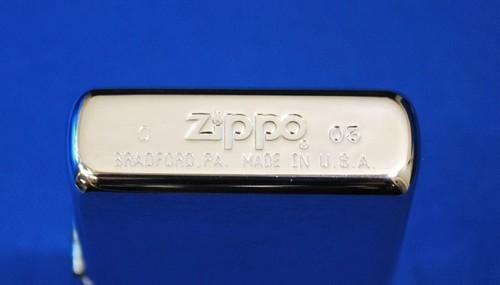 C Zippo ® 03
BRADFORD, PA. MADE IN U.S.A.